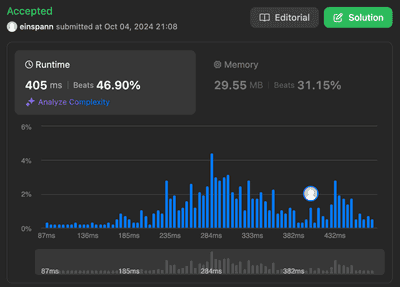 Accepted
einspann submitted at Oct 04, 2024 21:08
Editorial
Solution
Runtime
405 ms | Beats 46.90%
Analyze Complexity
Memory
29.55 MB | Beats 31.15%
6%
4%
2%
0%
87ms 136ms 185ms 235ms 284ms 333ms 382ms 432ms
87ms 185ms 284ms 382ms